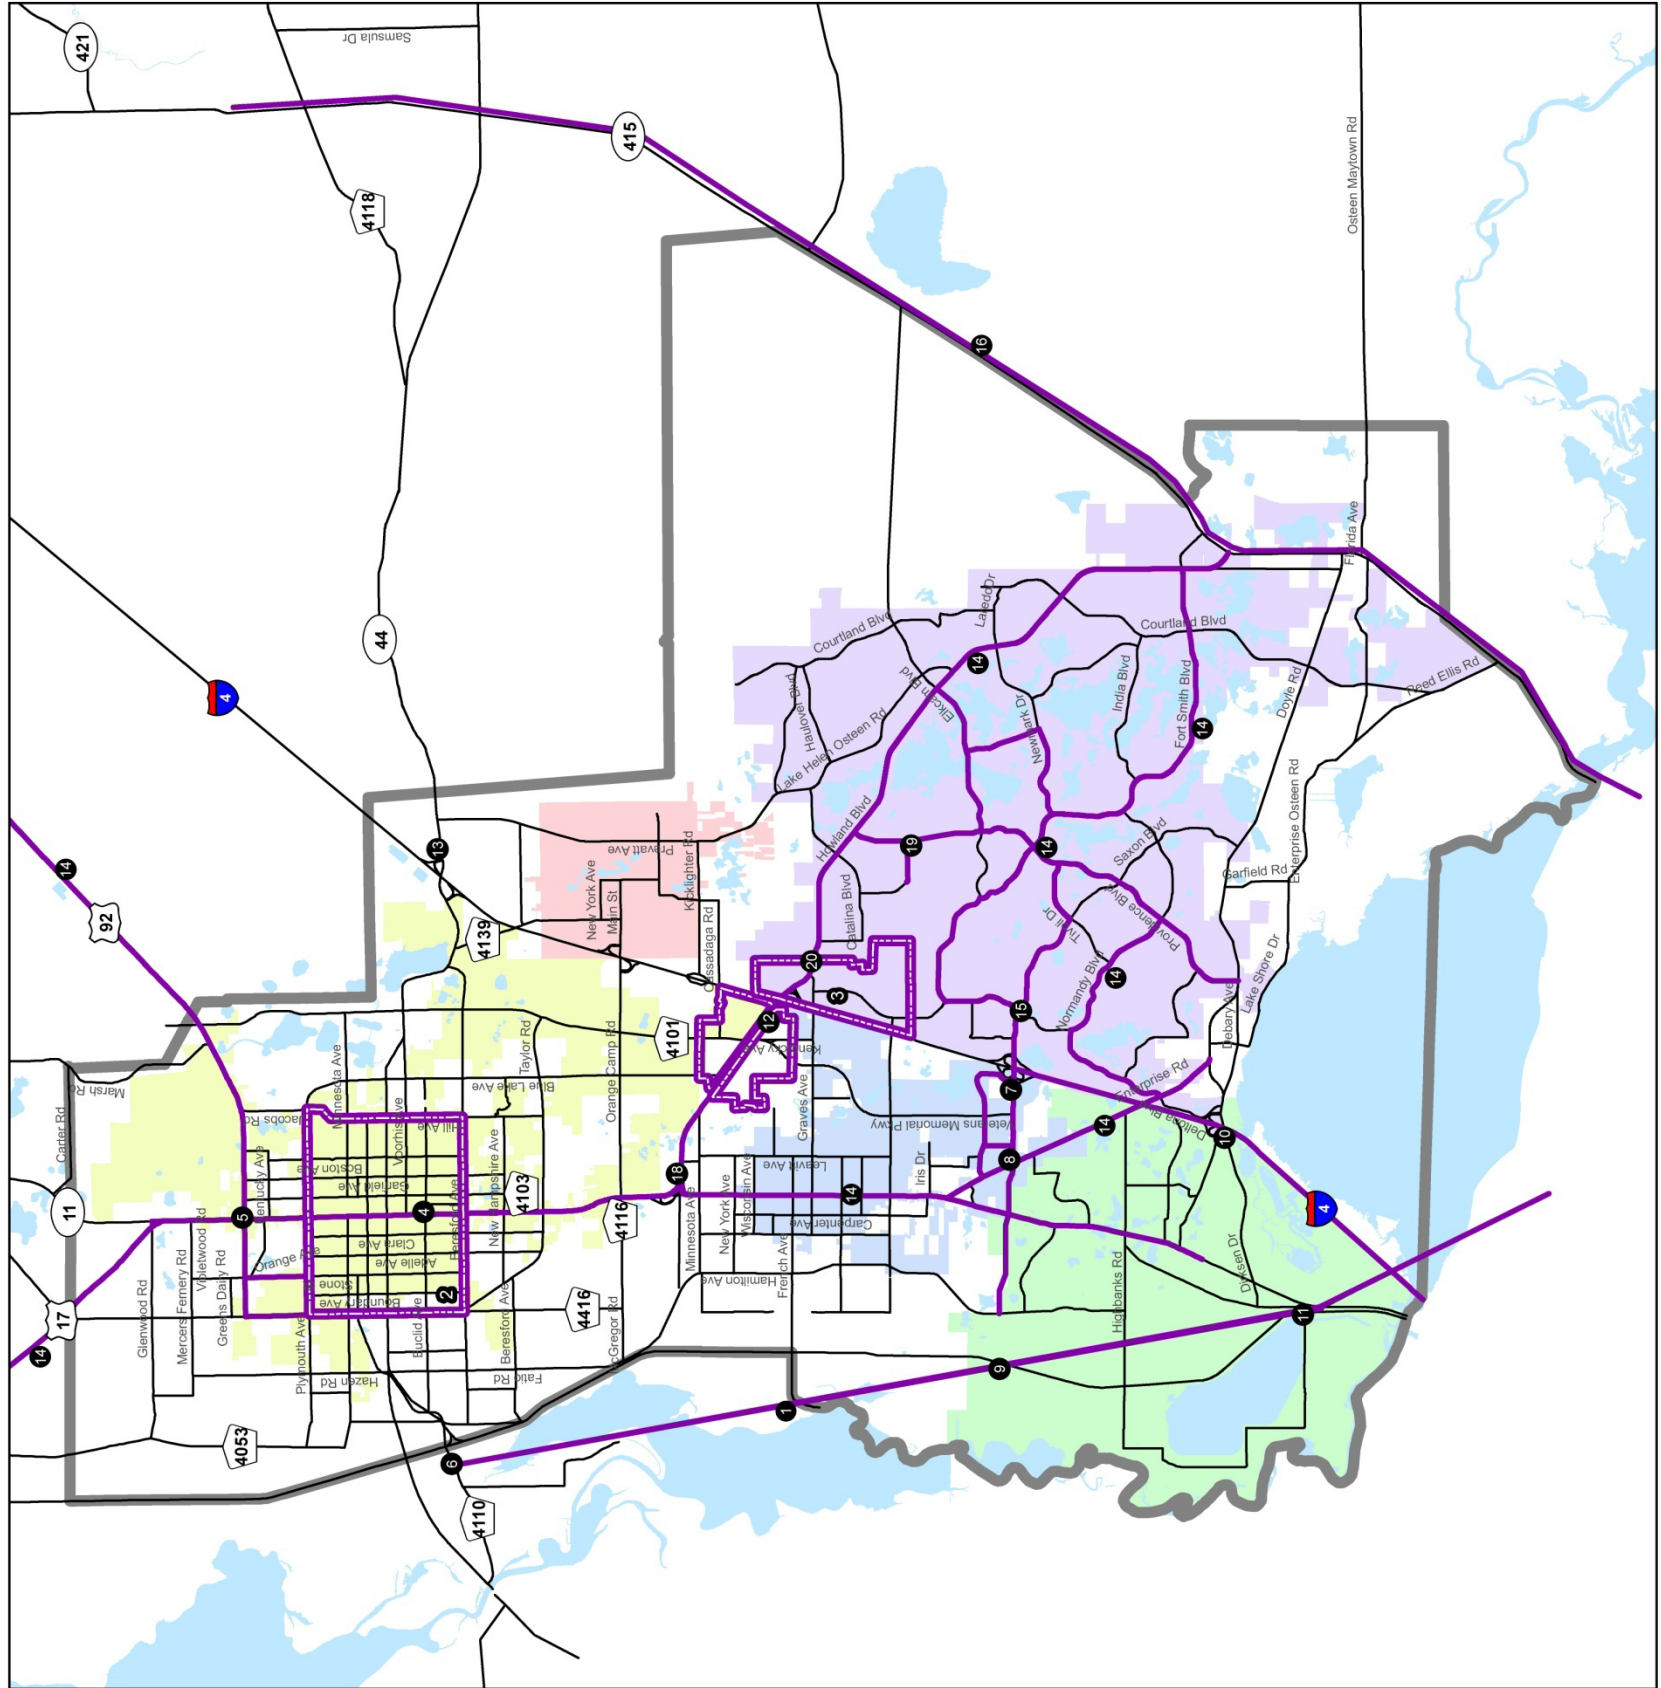 421
Samsula Dr
415
4118
Osteen Maytown Rd
16
44
4
13
14
92
4139
Courtland Blvd
Haulover Blvd
Lake Helen Osteen Rd
Elkcam Blvd
Laredo Dr
14
Newmark Dr
India Blvd
Courtland Blvd
Fort Smith Blvd
14
Doyle Rd
Florida Ave
Reed Ellis Rd
Enterprise Osteen Rd
Garfield Rd
Howland Blvd
19
14
Saxon Blvd
Providence Blvd
Tivoli Dr
Normandy Blvd
14
15
Catalina Blvd
20
3
12
Prevatt Ave
New York Ave
Main St
Kicklighter Rd
Cassadaga Rd
4101
Kentucky Ave
Graves Ave
Veterans Memorial Pkwy
7
8
Enterprise Rd
14
Deltona Bl
10
Debary Ave
Lake Shore Dr
4
Marsh Rd
Carter Rd
11
Jacobs Rd
Minnesota Ave
Taylor Rd
Blue Lake Ave
Orange Camp Rd
Voorhis Ave
Hill Ave
Boston Ave
Garfield Ave
4
5
Clara Ave
Adelle Ave
Stone
Boundary Ave
2
Beresford Ave
New Hampshire Ave
4103
4116
18
Minnesota Ave
New York Ave
Wisconsin Ave
Leavitt Ave
Iris Dr
14
Carpenter Ave
French Ave
Hamilton Ave
Orange Ave
Violetwood Rd
Greens Dairy Rd
Mercers Fernery Rd
Glenwood Rd
17
14
Plymouth Ave
Hazen Rd
Euclid Ave
Beresford Ave
Fatio Rd
4416
McGregor Rd
4053
6
4110
1
9
11
Highbanks Rd
Dirksen Dr